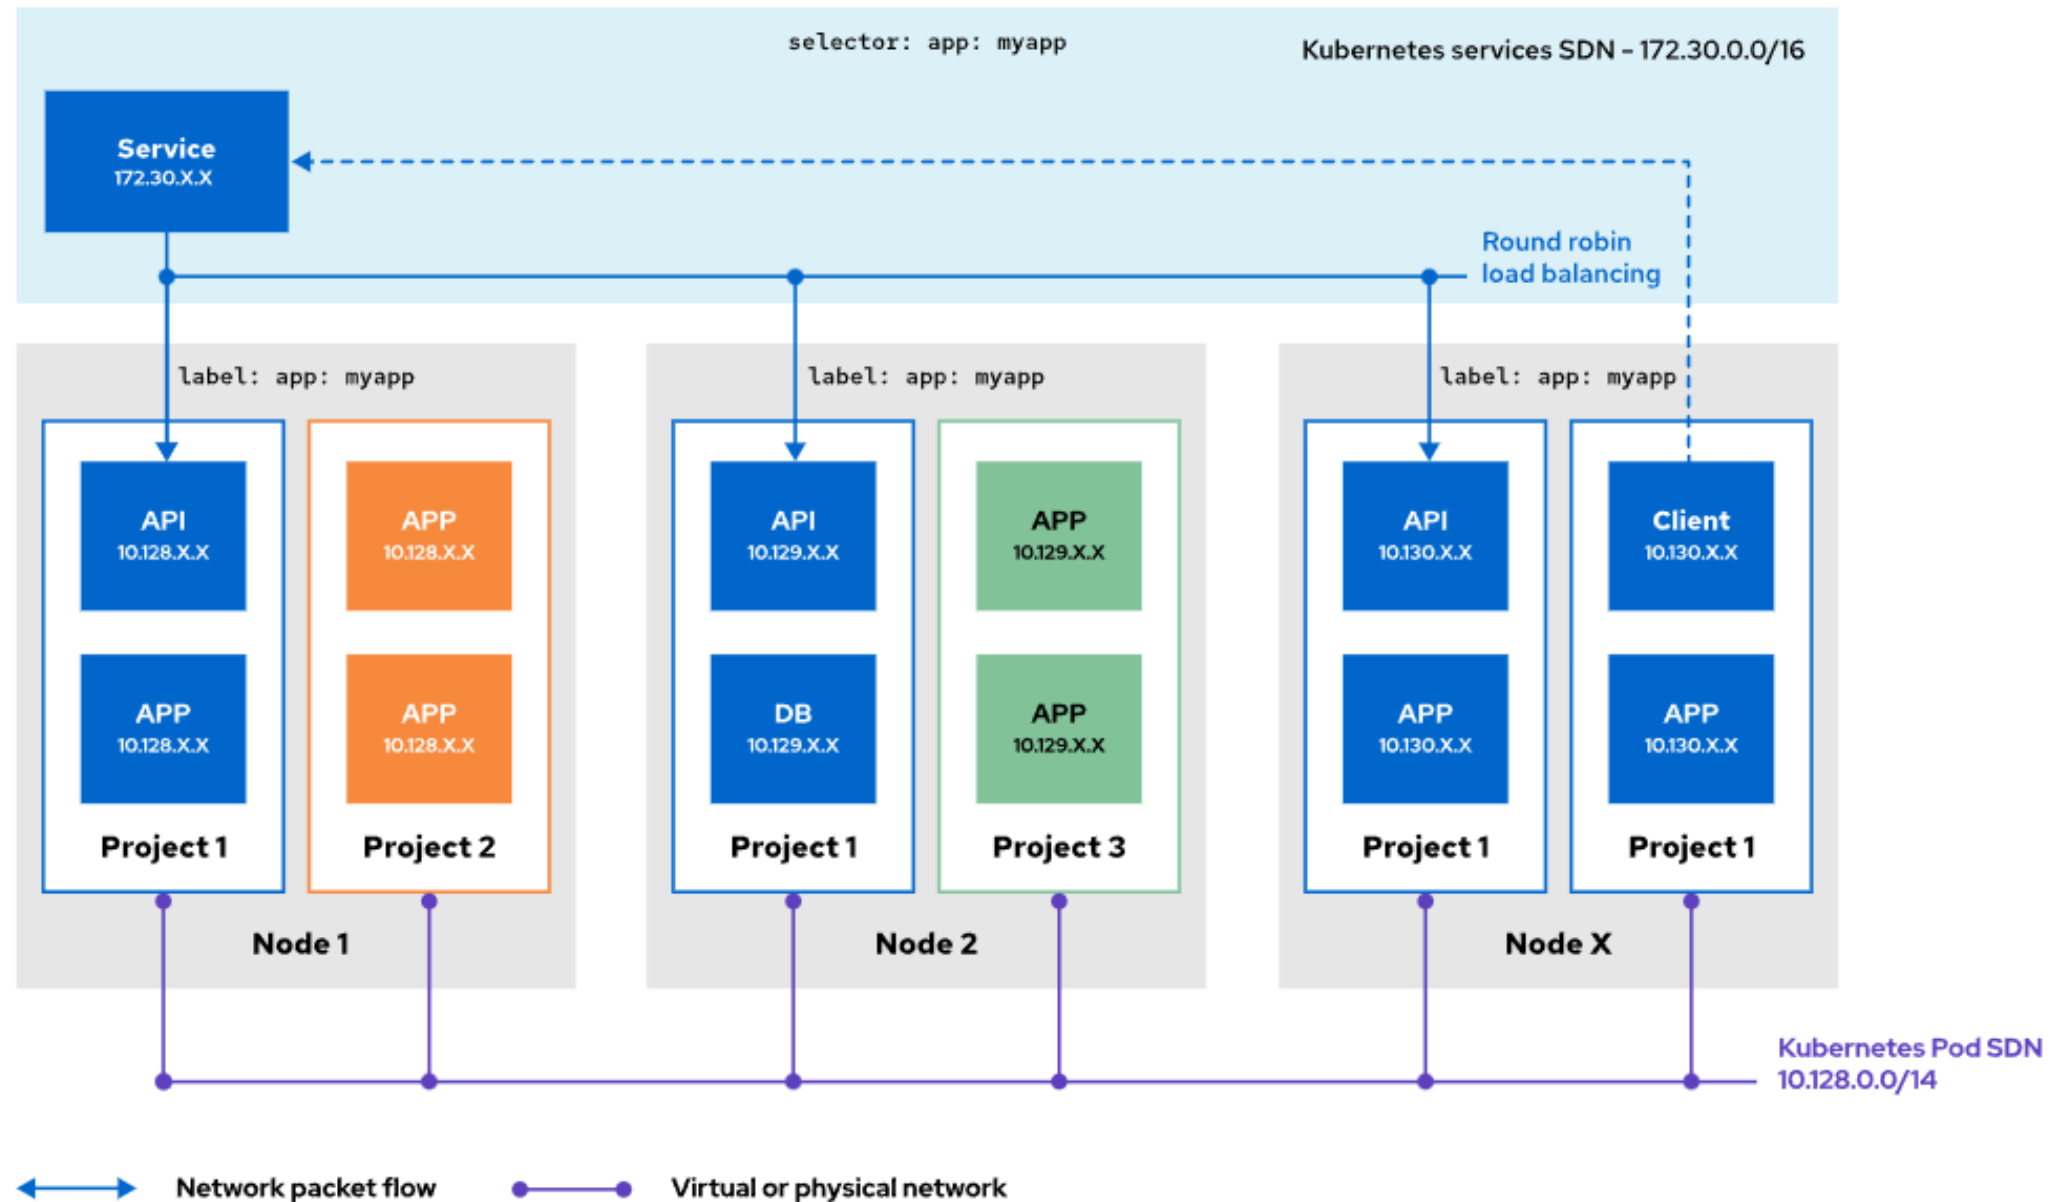 selector: app: myapp
Kubernetes services SDN - 172.30.0.0/16
Service
172.30.X.X
Round robin
load balancing
label: app: myapp
API
10.128.X.X
APP
10.128.X.X
APP
10.128.X.X
APP
10.128.X.X
Project 1
Project 2
Node 1
label: app: myapp
API
10.129.X.X
APP
10.129.X.X
DB
10.129.X.X
APP
10.129.X.X
Project 1
Project 3
Node 2
label: app: myapp
API
10.130.X.X
Client
10.130.X.X
APP
10.130.X.X
APP
10.130.X.X
Project 1
Project 1
Node X
Kubernetes Pod SDN
10.128.0.0/14
Network packet flow
Virtual or physical network